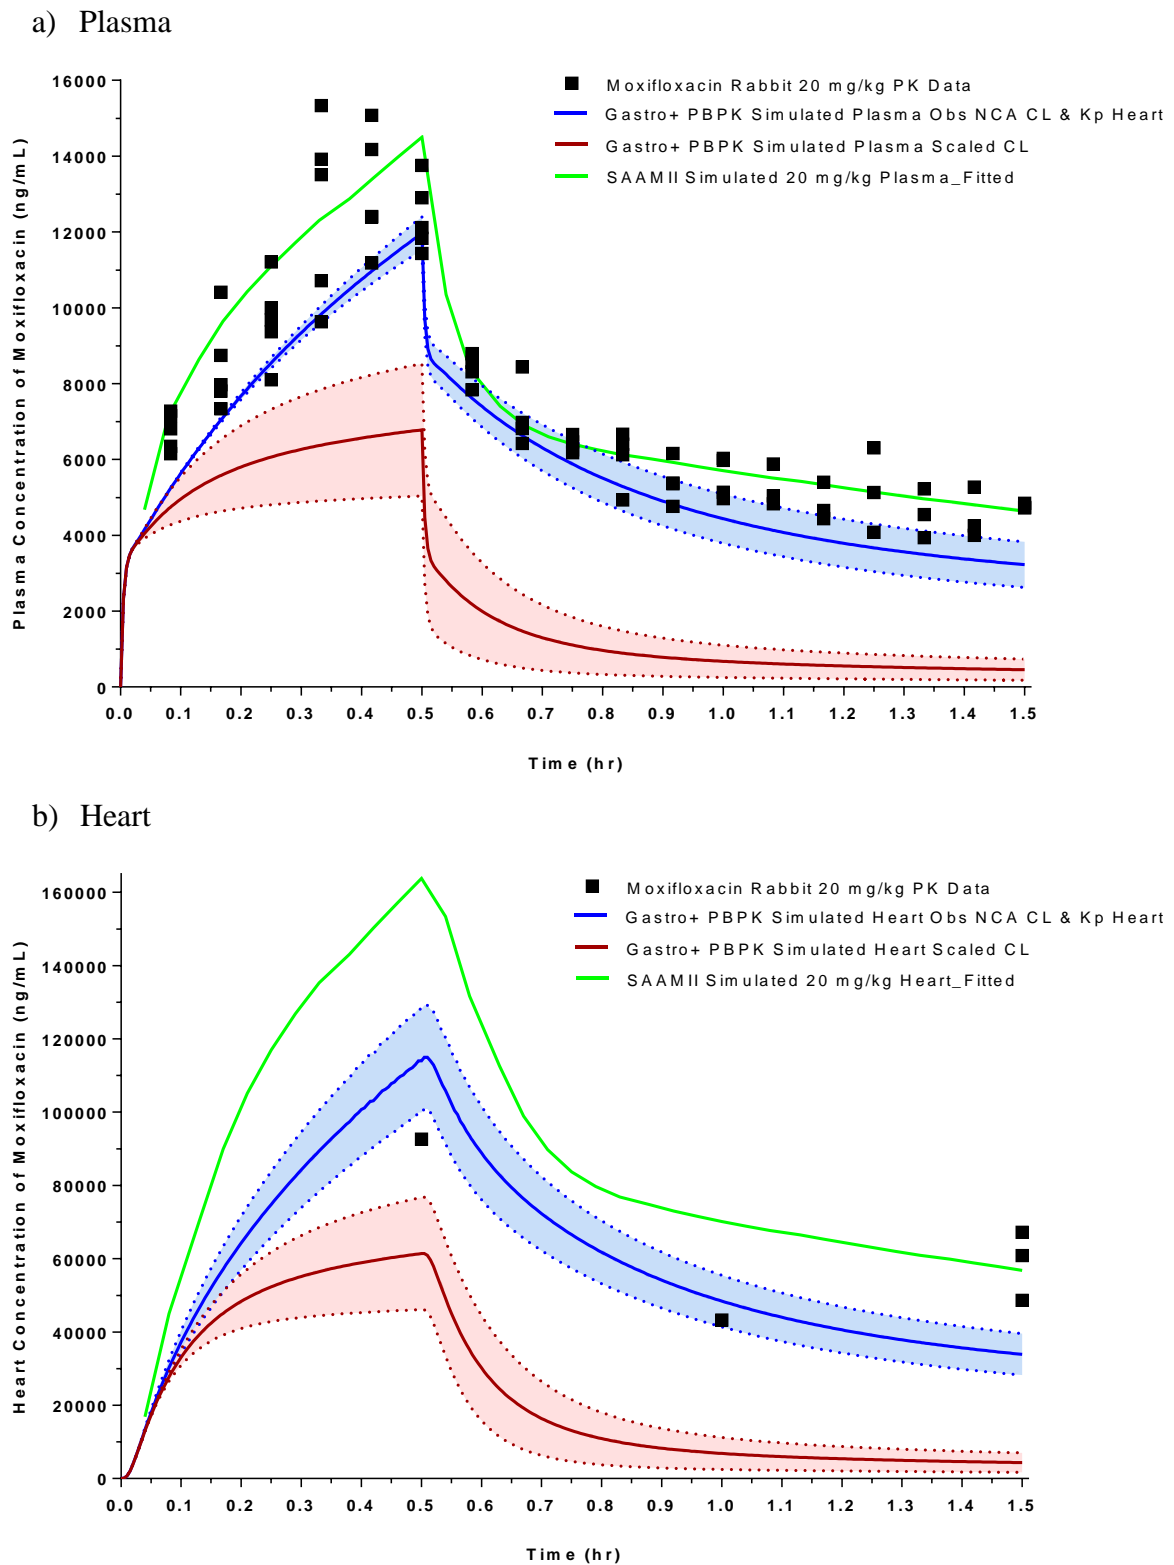 a) Plasma
Plasma Concentration of Moxifloxacin (ng/mL)
16000
14000
12000
10000
8000
6000
4000
2000
0
Moxifloxacin Rabbit 20 mg/kg PK Data
Gastro+ PBPK Simulated Plasma Obs NCA CL & Kp Heart
Gastro+ PBPK Simulated Plasma Scaled CL
SAAMII Simulated 20 mg/kg Plasma_Fitted
0.0 0.1 0.2 0.3 0.4 0.5 0.6 0.7 0.8 0.9 1.0 1.1 1.2 1.3 1.4 1.5
Time (hr)
b) Heart
Heart Concentration of Moxifloxacin (ng/mL)
160000
140000
120000
100000
80000
60000
40000
20000
0
Moxifloxacin Rabbit 20 mg/kg PK Data
Gastro+ PBPK Simulated Heart Obs NCA CL & Kp Heart
Gastro+ PBPK Simulated Heart Scaled CL
SAAMII Simulated 20 mg/kg Heart_Fitted
0.0 0.1 0.2 0.3 0.4 0.5 0.6 0.7 0.8 0.9 1.0 1.1 1.2 1.3 1.4 1.5
Time (hr)